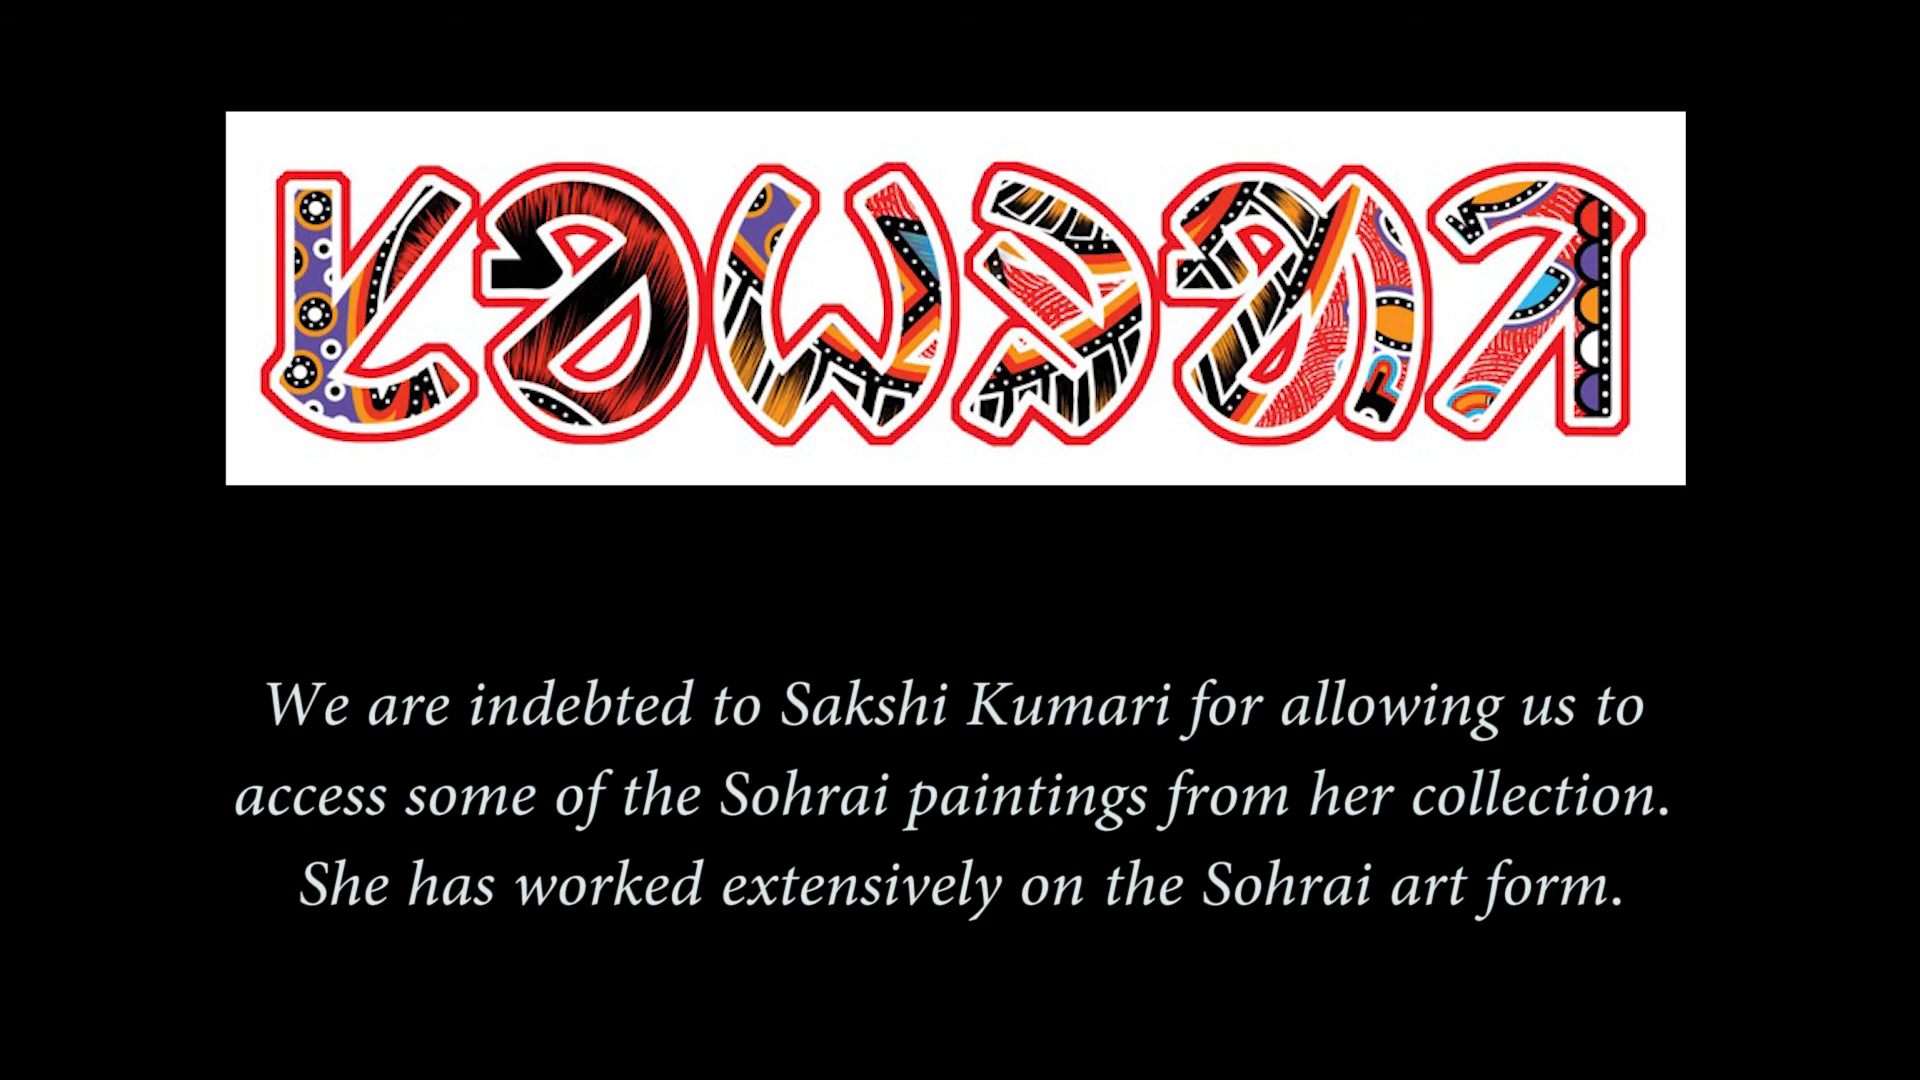 We are indebted to Sakshi Kumari for allowing us to
access some of the Sohrai paintings from her collection.
She has worked extensively on the Sohrai art form.